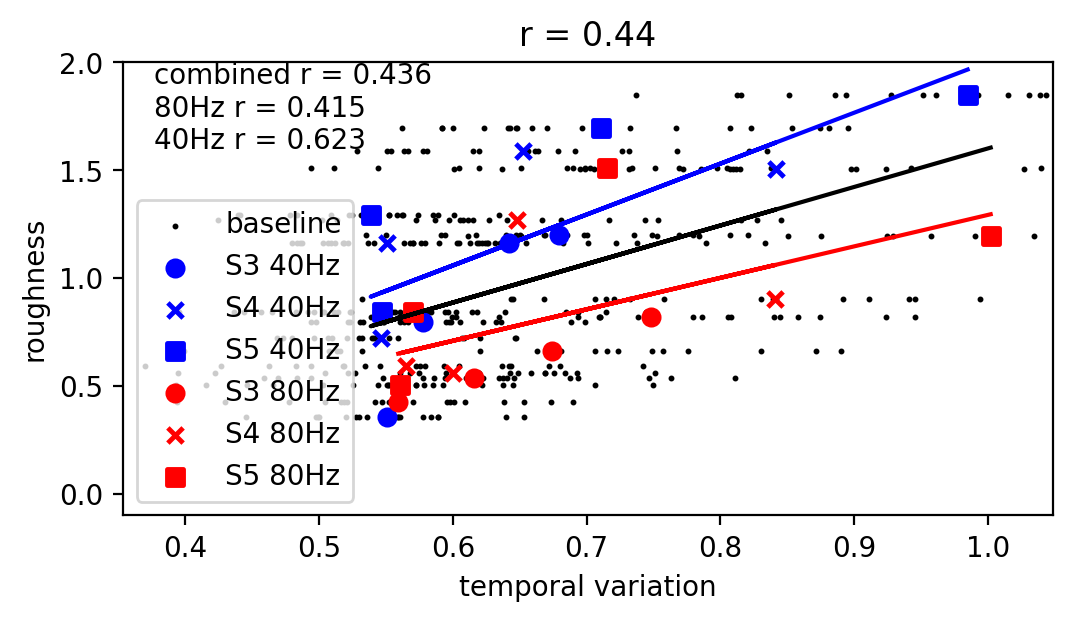 r = 0.44
combined r = 0.436
80Hz r = 0.415
40Hz r = 0.623
baseline
S3 40Hz
S4 40Hz
S5 40Hz
S3 80Hz
S4 80Hz
S5 80Hz
roughness
2.0
1.5
1.0
0.5
0.0
0.4 0.5 0.6 0.7 0.8 0.9 1.0
temporal variation